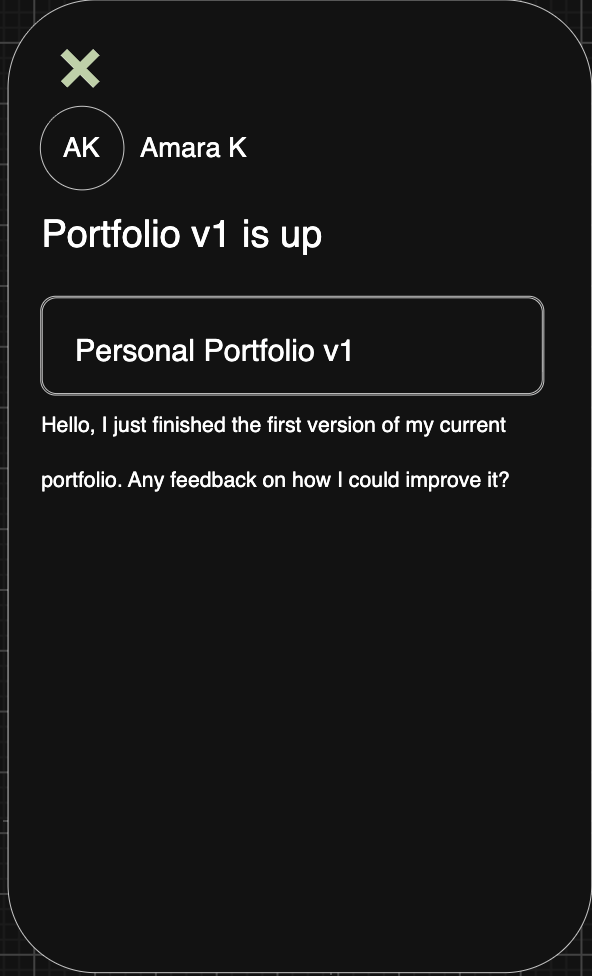 AK
Amara K
Portfolio v1 is up
Personal Portfolio v1
Hello, I just finished the first version of my current
portfolio. Any feedback on how I could improve it?